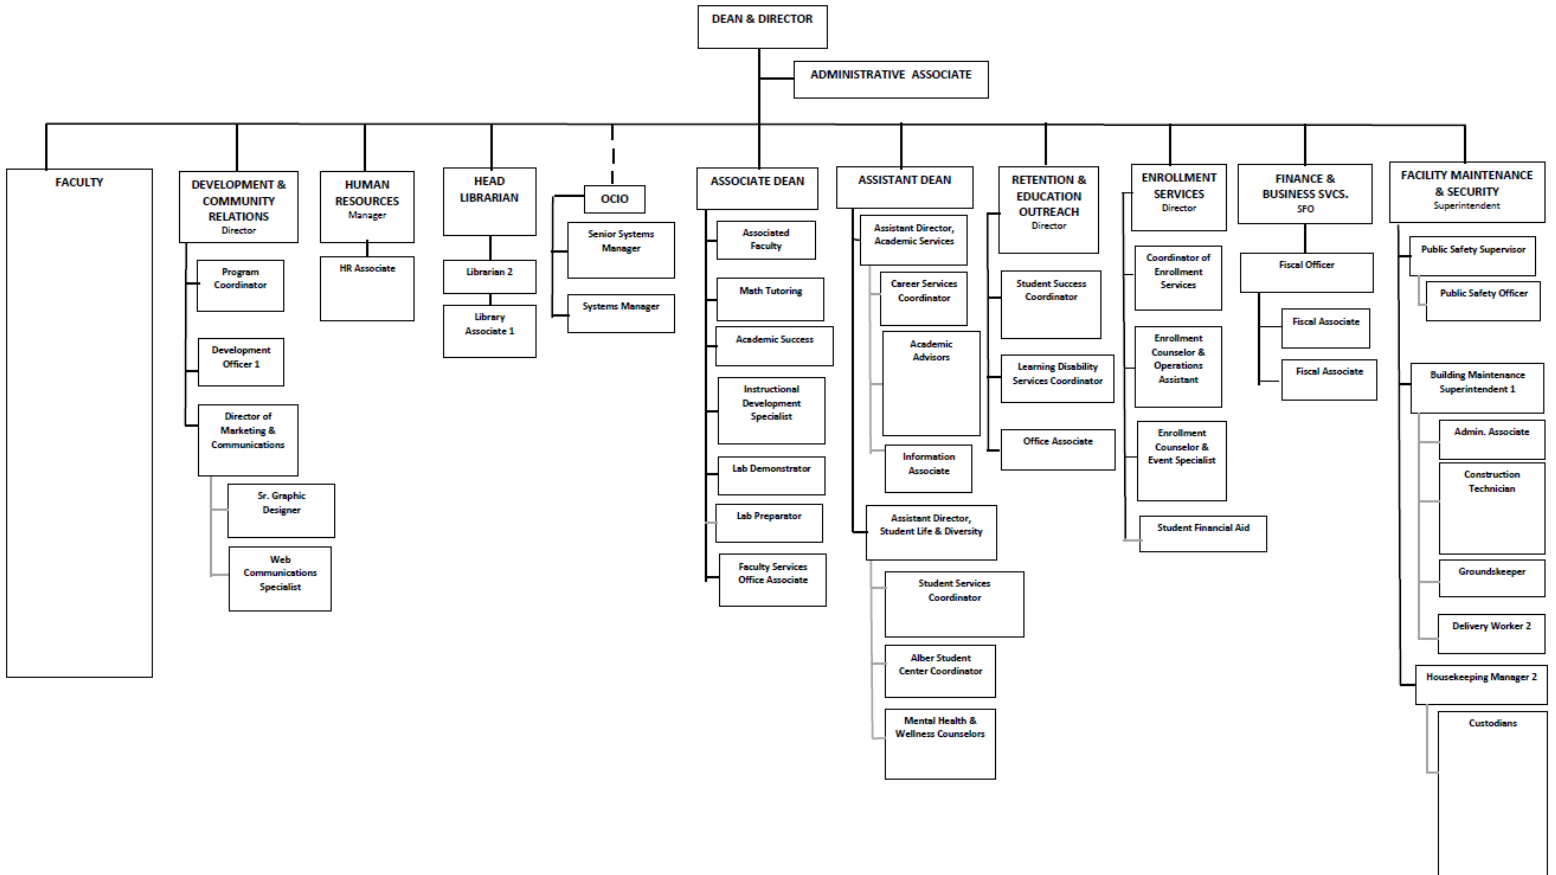 DEAN & DIRECTOR
ADMINISTRATIVE ASSOCIATE
FACULTY
DEVELOPMENT &
COMMUNITY
RELATIONS
Director
Program
Coordinator
Development
Officer 1
Director of
Marketing &
Communications
Sr. Graphic
Designer
Web
Communications
Specialist
HUMAN
RESOURCES
Manager
HR Associate
HEAD
LIBRARIAN
Librarian 2
Library
Associate 1
OCIO
Senior Systems
Manager
Systems Manager
ASSOCIATE DEAN
Associated
Faculty
Math Tutoring
Academic Success
Instructional
Development
Specialist
Lab Demonstrator
Lab Preparator
Faculty Services
Office Associate
ASSISTANT DEAN
Assistant Director,
Academic Services
Career Services
Coordinator
Academic
Advisors
Information
Associate
Assistant Director,
Student Life & Diversity
Student Services
Coordinator
Alber Student
Center Coordinator
Mental Health &
Wellness Counselors
RETENTION &
EDUCATION
OUTREACH
Director
Student Success
Coordinator
Learning Disability
Services Coordinator
Office Associate
ENROLLMENT
SERVICES
Director
Coordinator of
Enrollment
Services
Enrollment
Counselor &
Operations
Assistant
Enrollment
Counselor &
Event Specialist
Student Financial Aid
FINANCE &
BUSINESS SVCS.
SFO
Fiscal Officer
Fiscal Associate
Fiscal Associate
FACILITY MAINTENANCE
& SECURITY
Superintendent
Public Safety Supervisor
Public Safety Officer
Building Maintenance
Superintendent 1
Admin. Associate
Construction
Technician
Groundskeeper
Delivery Worker 2
Housekeeping Manager 2
Custodians